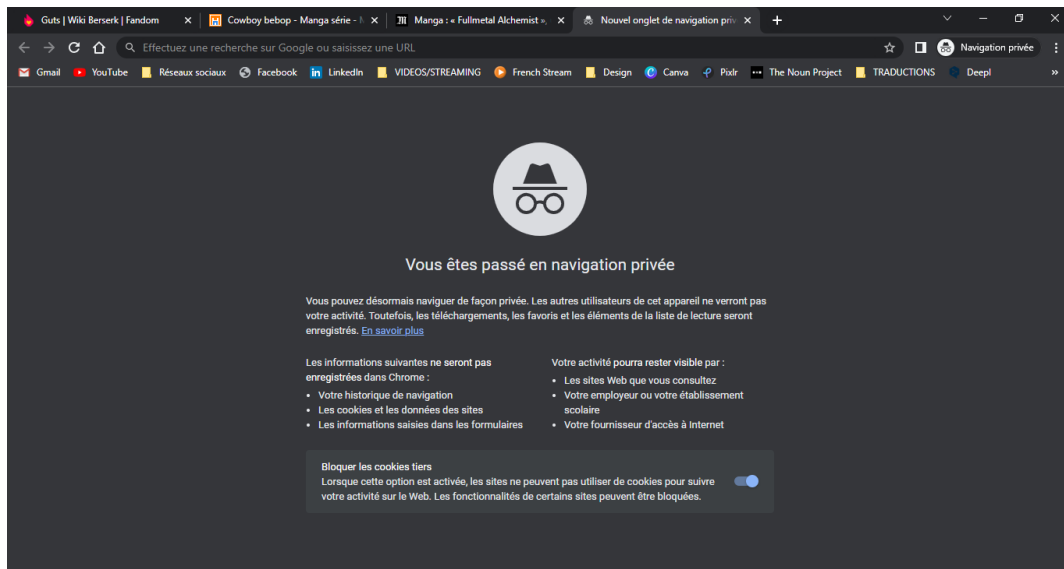 Guts | Wiki Berserk | Fandom
Cowboy bebop - Manga série -
Manga : « Fullmetal Alchemist »,
Nouvel onglet de navigation priv
Effectuez une recherche sur Google ou saisissez une URL
Navigation privée
Gmail YouTube Réseaux sociaux Facebook LinkedIn VIDEOS/STREAMING French Stream Design Canva Pixlr The Noun Project TRADUCTIONS Deepl »
Vous êtes passé en navigation privée
Vous pouvez désormais naviguer de façon privée. Les autres utilisateurs de cet appareil ne verront pas
votre activité. Toutefois, les téléchargements, les favoris et les éléments de la liste de lecture seront
enregistrés. En savoir plus
Les informations suivantes ne seront pas
enregistrées dans Chrome :
• Votre historique de navigation
• Les cookies et les données des sites
• Les informations saisies dans les formulaires
Votre activité pourra rester visible par :
• Les sites Web que vous consultez
• Votre employeur ou votre établissement
scolaire
• Votre fournisseur d'accès à Internet
Bloquer les cookies tiers
Lorsque cette option est activée, les sites ne peuvent pas utiliser de cookies pour suivre
votre activité sur le Web. Les fonctionnalités de certains sites peuvent être bloquées.